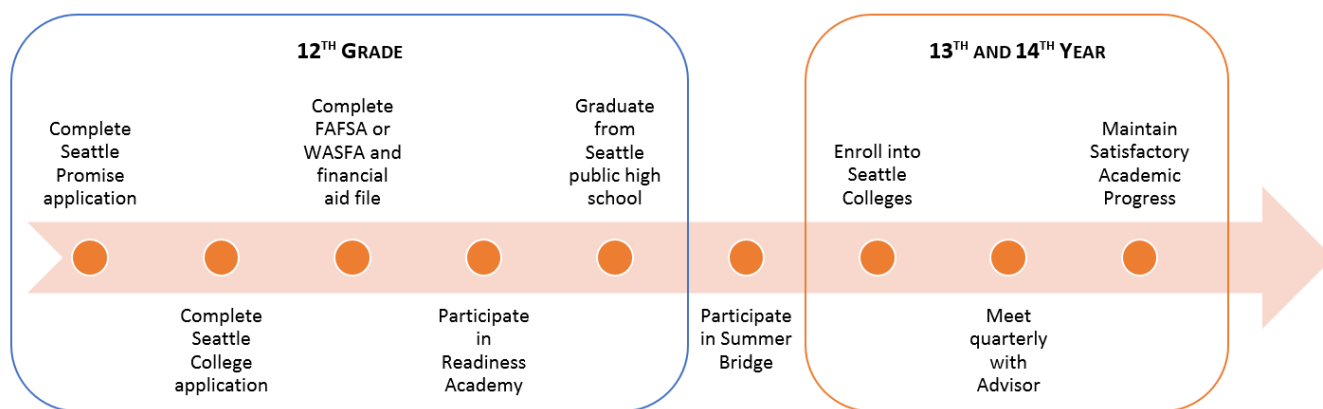 12TH GRADE
Complete
Seattle
Promise
application
Complete
Seattle
College
application
Complete
FAFSA or
WASFA and
financial
aid file
Participate
in
Readiness
Academy
Graduate
from
Seattle
public high
school
Participate
in Summer
Bridge
13TH AND 14TH YEAR
Enroll into
Seattle
Colleges
Meet
quarterly
with
Advisor
Maintain
Satisfactory
Academic
Progress